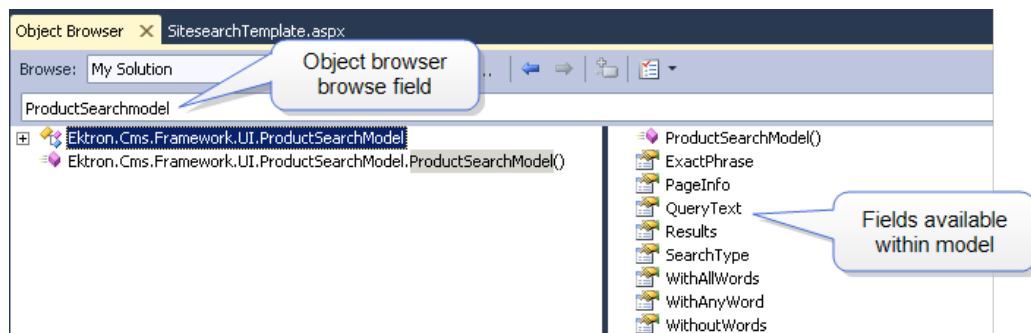 Object Browser SitesearchTemplate.aspx
Browse: My Solution ..
Object browser
browse field
ProductSearchmodel
Ektron.Cms.Framework.UI.ProductSearchModel
Ektron.Cms.Framework.UI.ProductSearchModel.ProductSearchModel()
ProductSearchModel()
ExactPhrase
PageInfo
QueryText
Results
SearchType
WithAllWords
WithAnyWord
WithoutWords
Fields available
within model